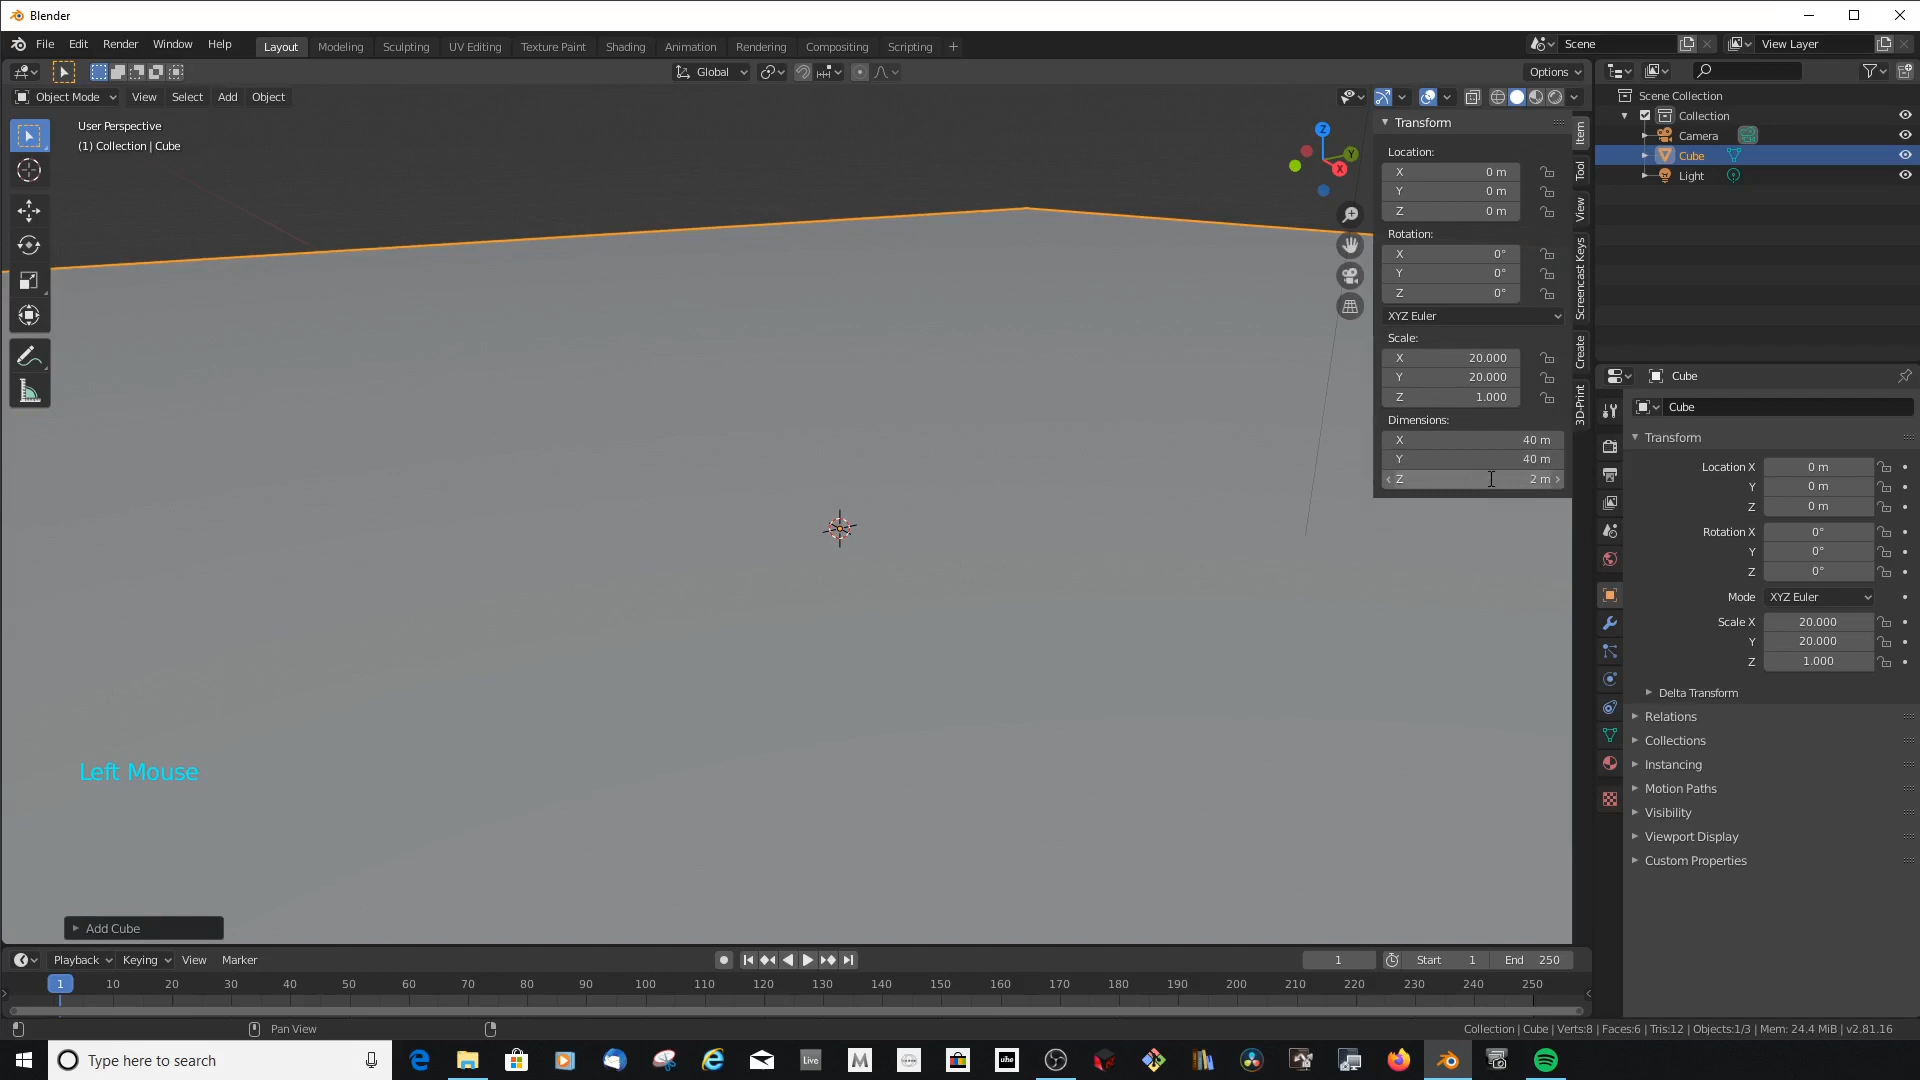 Blender
File Edit Render Window Help
Layout Modeling Sculpting UV Editing Texture Paint Shading Animation Rendering Compositing Scripting +
Scene
View Layer
Global
Options
Object Mode View Select Add Object
User Perspective
(1) Collection | Cube
Z
Y
X
Transform
Location:
X 0 m
Y 0 m
Z 0 m
Rotation:
X 0°
Y 0°
Z 0°
XYZ Euler
Scale:
X 20.000
Y 20.000
Z 1.000
Dimensions:
X 40 m
Y 40 m
Z 2 m
Item
Tool
View
Screencast Keys
Create
3D-Print
Scene Collection
Collection
Camera
Cube
Light
Cube
Cube
Transform
Location X 0 m
Y 0 m
Z 0 m
Rotation X 0°
Y 0°
Z 0°
Mode XYZ Euler
Scale X 20.000
Y 20.000
Z 1.000
Delta Transform
Relations
Collections
Instancing
Motion Paths
Visibility
Viewport Display
Custom Properties
Left Mouse
Add Cube
Playback Keying View Marker
1
Start 1
End 250
1 10 20 30 40 50 60 70 80 90 100 110 120 130 140 150 160 170 180 190 200 210 220 230 240 250
Pan View
Collection | Cube | Verts:8 | Faces:6 | Tris:12 | Objects:1/3 | Mem: 24.4 MiB | v2.81.16
Type here to search
Live
M
uhe